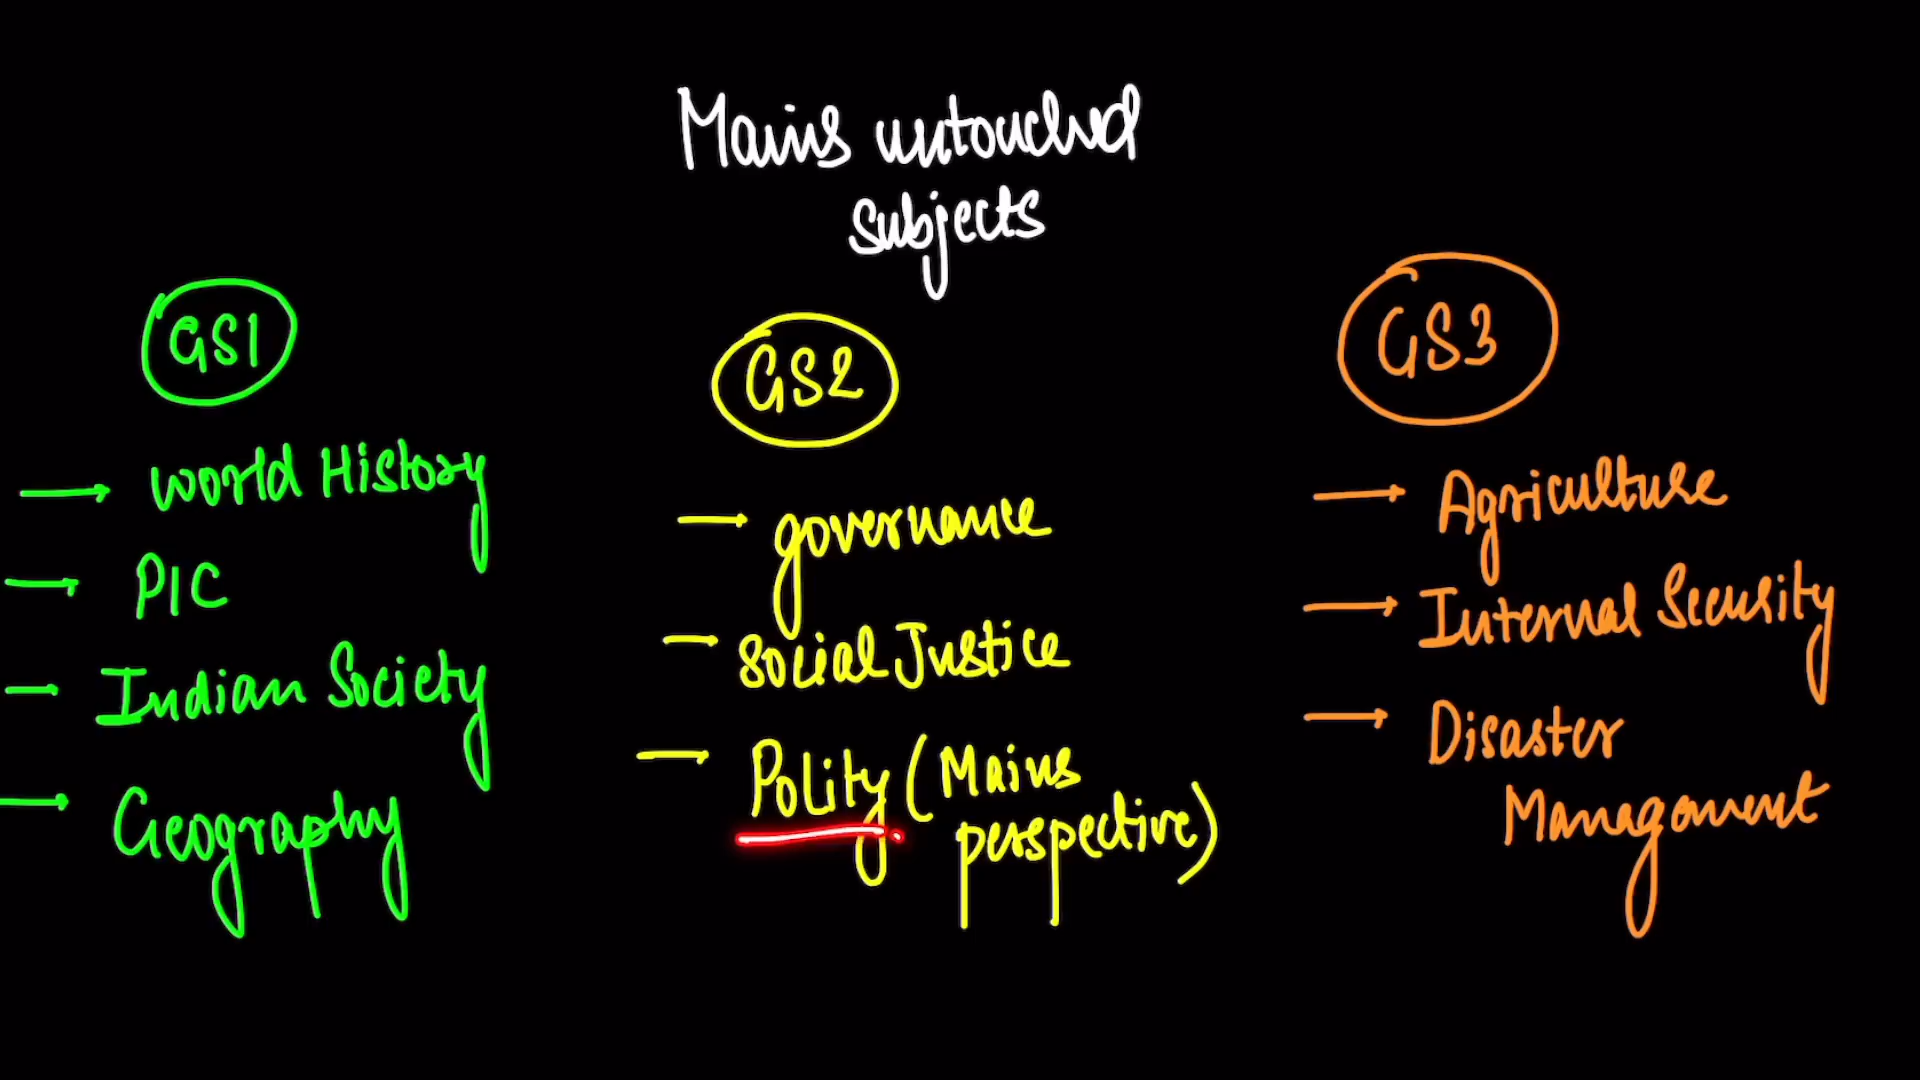 Mains untouched
subjects
GS1
→ World History
→ PIC
– Indian Society
→ Geography
GS2
→ governance
→ Social Justice
→ Polity (Mains
perspective)
GS3
→ Agriculture
→ Internal Security
→ Disaster
Management